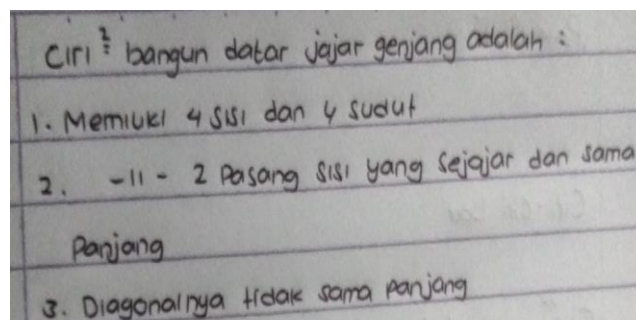 Ciri² bangun datar jajar genjang adalah :
1. Memiliki 4 sisi dan 4 sudut
2. -11- 2 Pasang sisi yang sejajar dan sama
Panjang
3. Diagonalnya tidak sama panjang